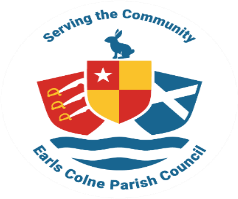 Serving the Community
Earls Colne Parish Council